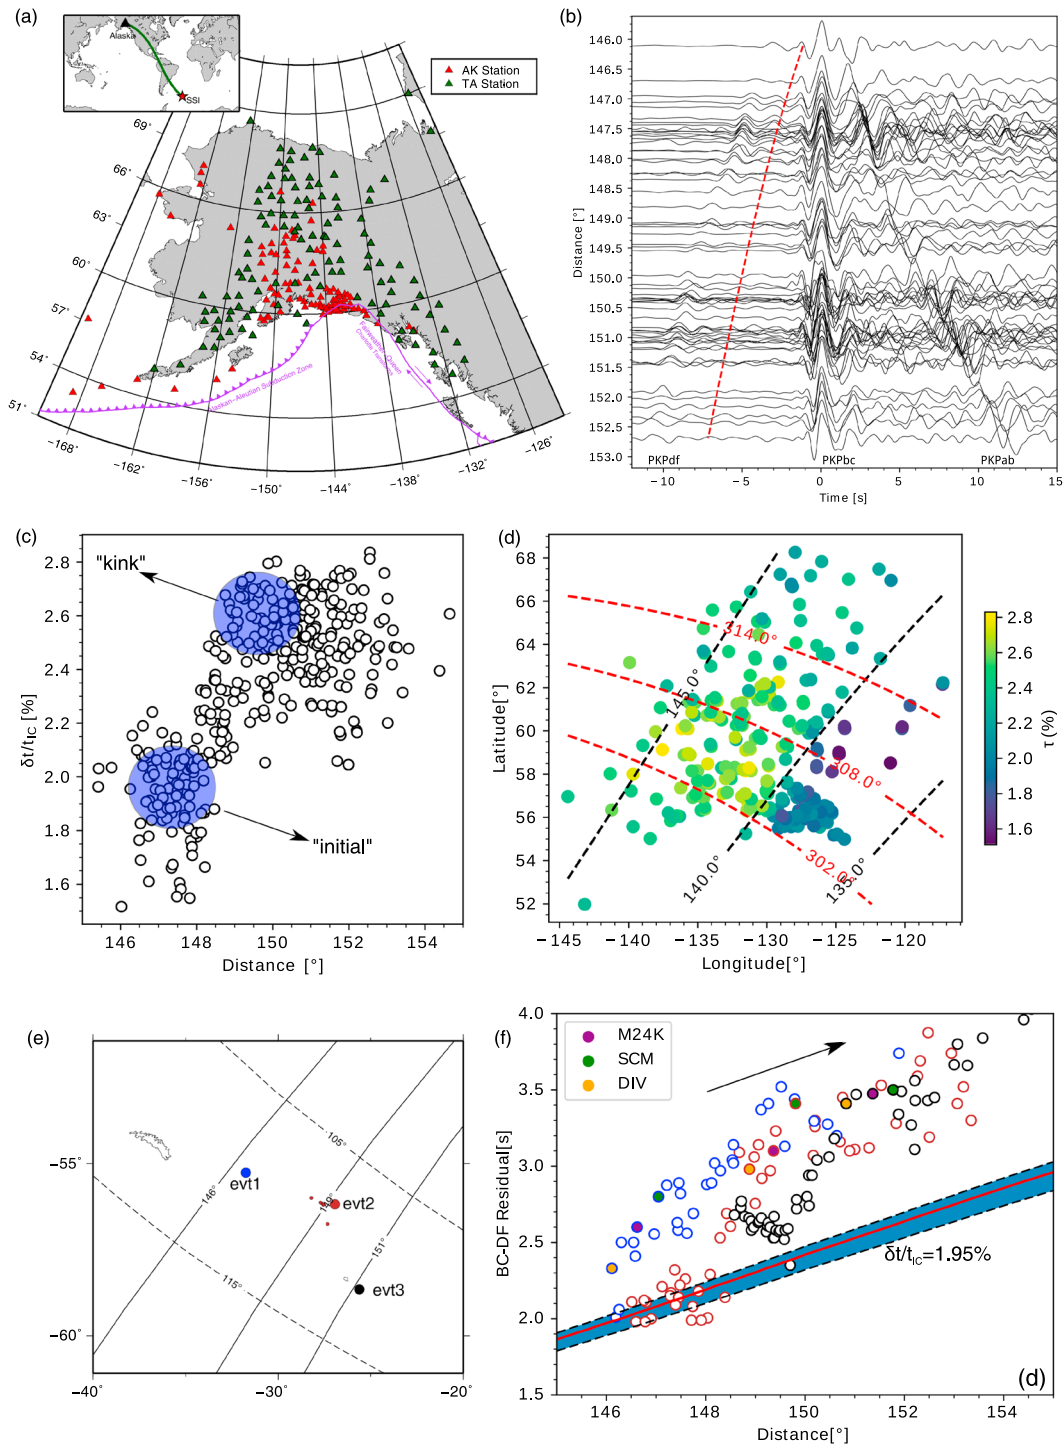 (a)
Alaska
SSI
AK Station
TA Station
69°
66°
63°
60°
57°
54°
51°
−168°
−162°
−156°
−150°
−144°
−138°
−132°
−126°
Alaskan−Aleutian Subduction Zone
Fairweather−Queen
Charlotte Transform
(b)
Distance[°]
146.0
146.5
147.0
147.5
148.0
148.5
149.0
149.5
150.0
150.5
151.0
151.5
152.0
152.5
153.0
PKPdf
PKPbc
PKPab
−10
−5
0
5
10
15
Time [s]
(c)
δt/tIC [%]
2.8
2.6
2.4
2.2
2.0
1.8
1.6
"kink"
"initial"
146
148
150
152
154
Distance [°]
(d)
Latitude[°]
68
66
64
62
60
58
56
54
52
314.0°
308.0°
302.0°
145.0°
140.0°
135.0°
−145
−140
−135
−130
−125
−120
Longitude[°]
2.8
2.6
2.4
2.2
2.0
1.8
1.6
τ (%)
(e)
−55°
−60°
105°
115°
146°
149°
151°
evt1
evt2
evt3
−40°
−30°
−20°
(f)
BC-DF Residual[s]
4.0
3.5
3.0
2.5
2.0
1.5
M24K
SCM
DIV
δt/tIC=1.95%
(d)
146
148
150
152
154
Distance[°]